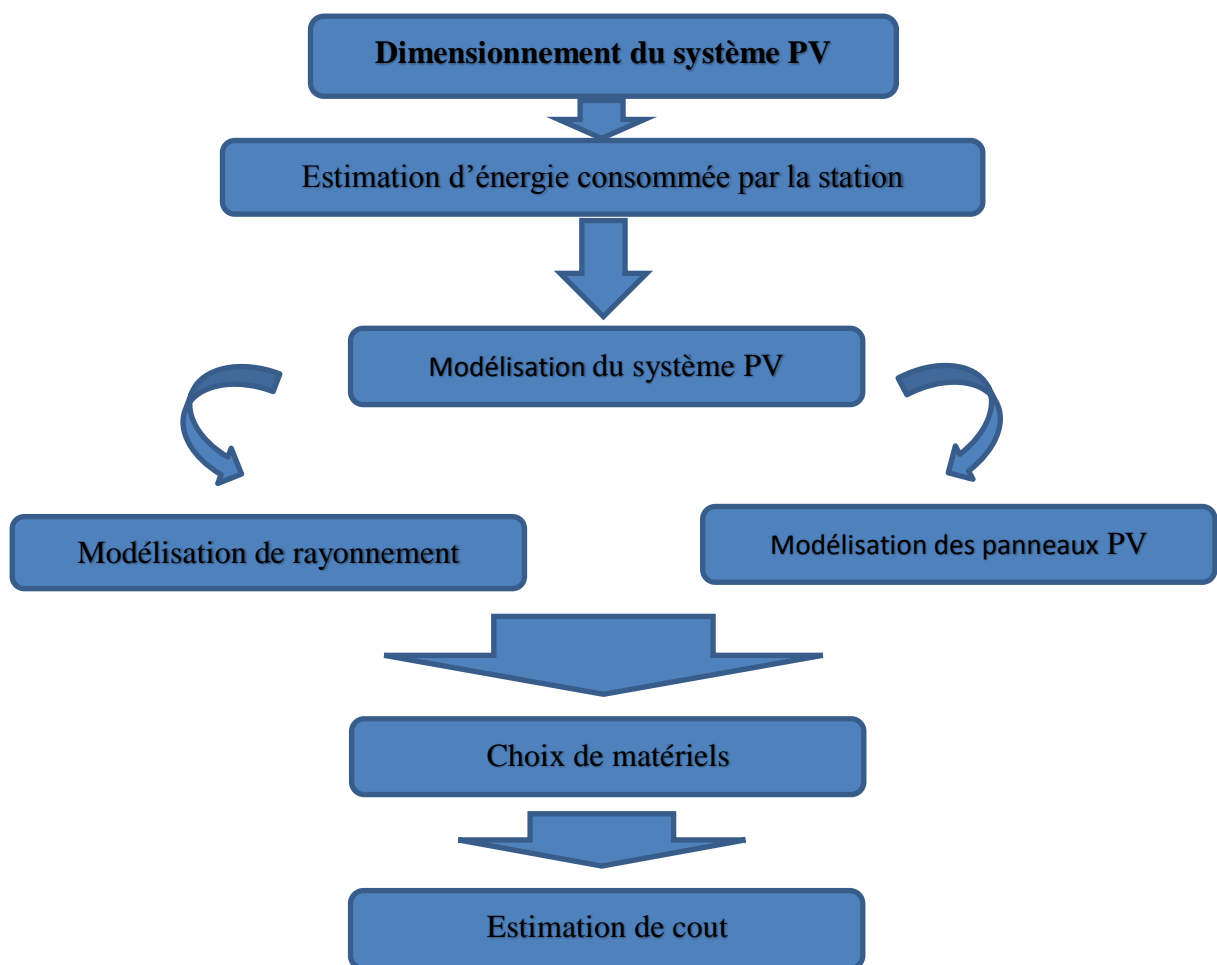 Dimensionnement du système PV
Estimation d’énergie consommée par la station
Modélisation du système PV
Modélisation de rayonnement
Modélisation des panneaux PV
Choix de matériels
Estimation de cout